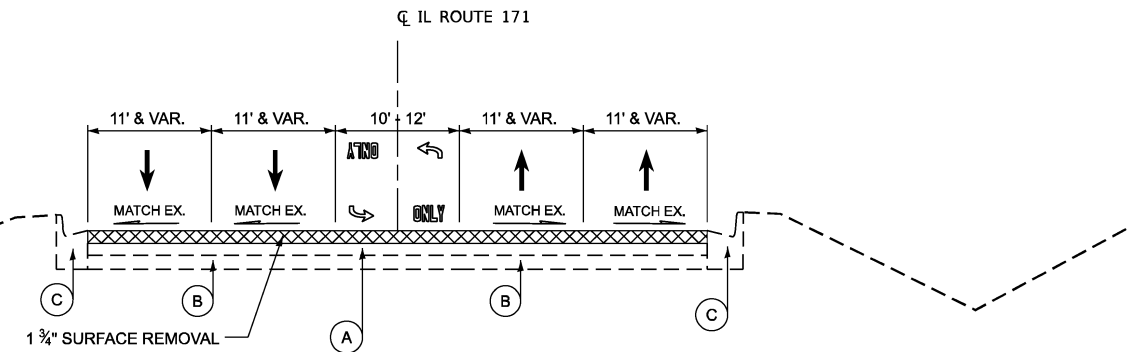 ℄ IL ROUTE 171
11' & VAR. 11' & VAR. 10' - 12' 11' & VAR. 11' & VAR.
ONLY
MATCH EX. MATCH EX. ONLY MATCH EX. MATCH EX.
C B B C
1 ¾" SURFACE REMOVAL A